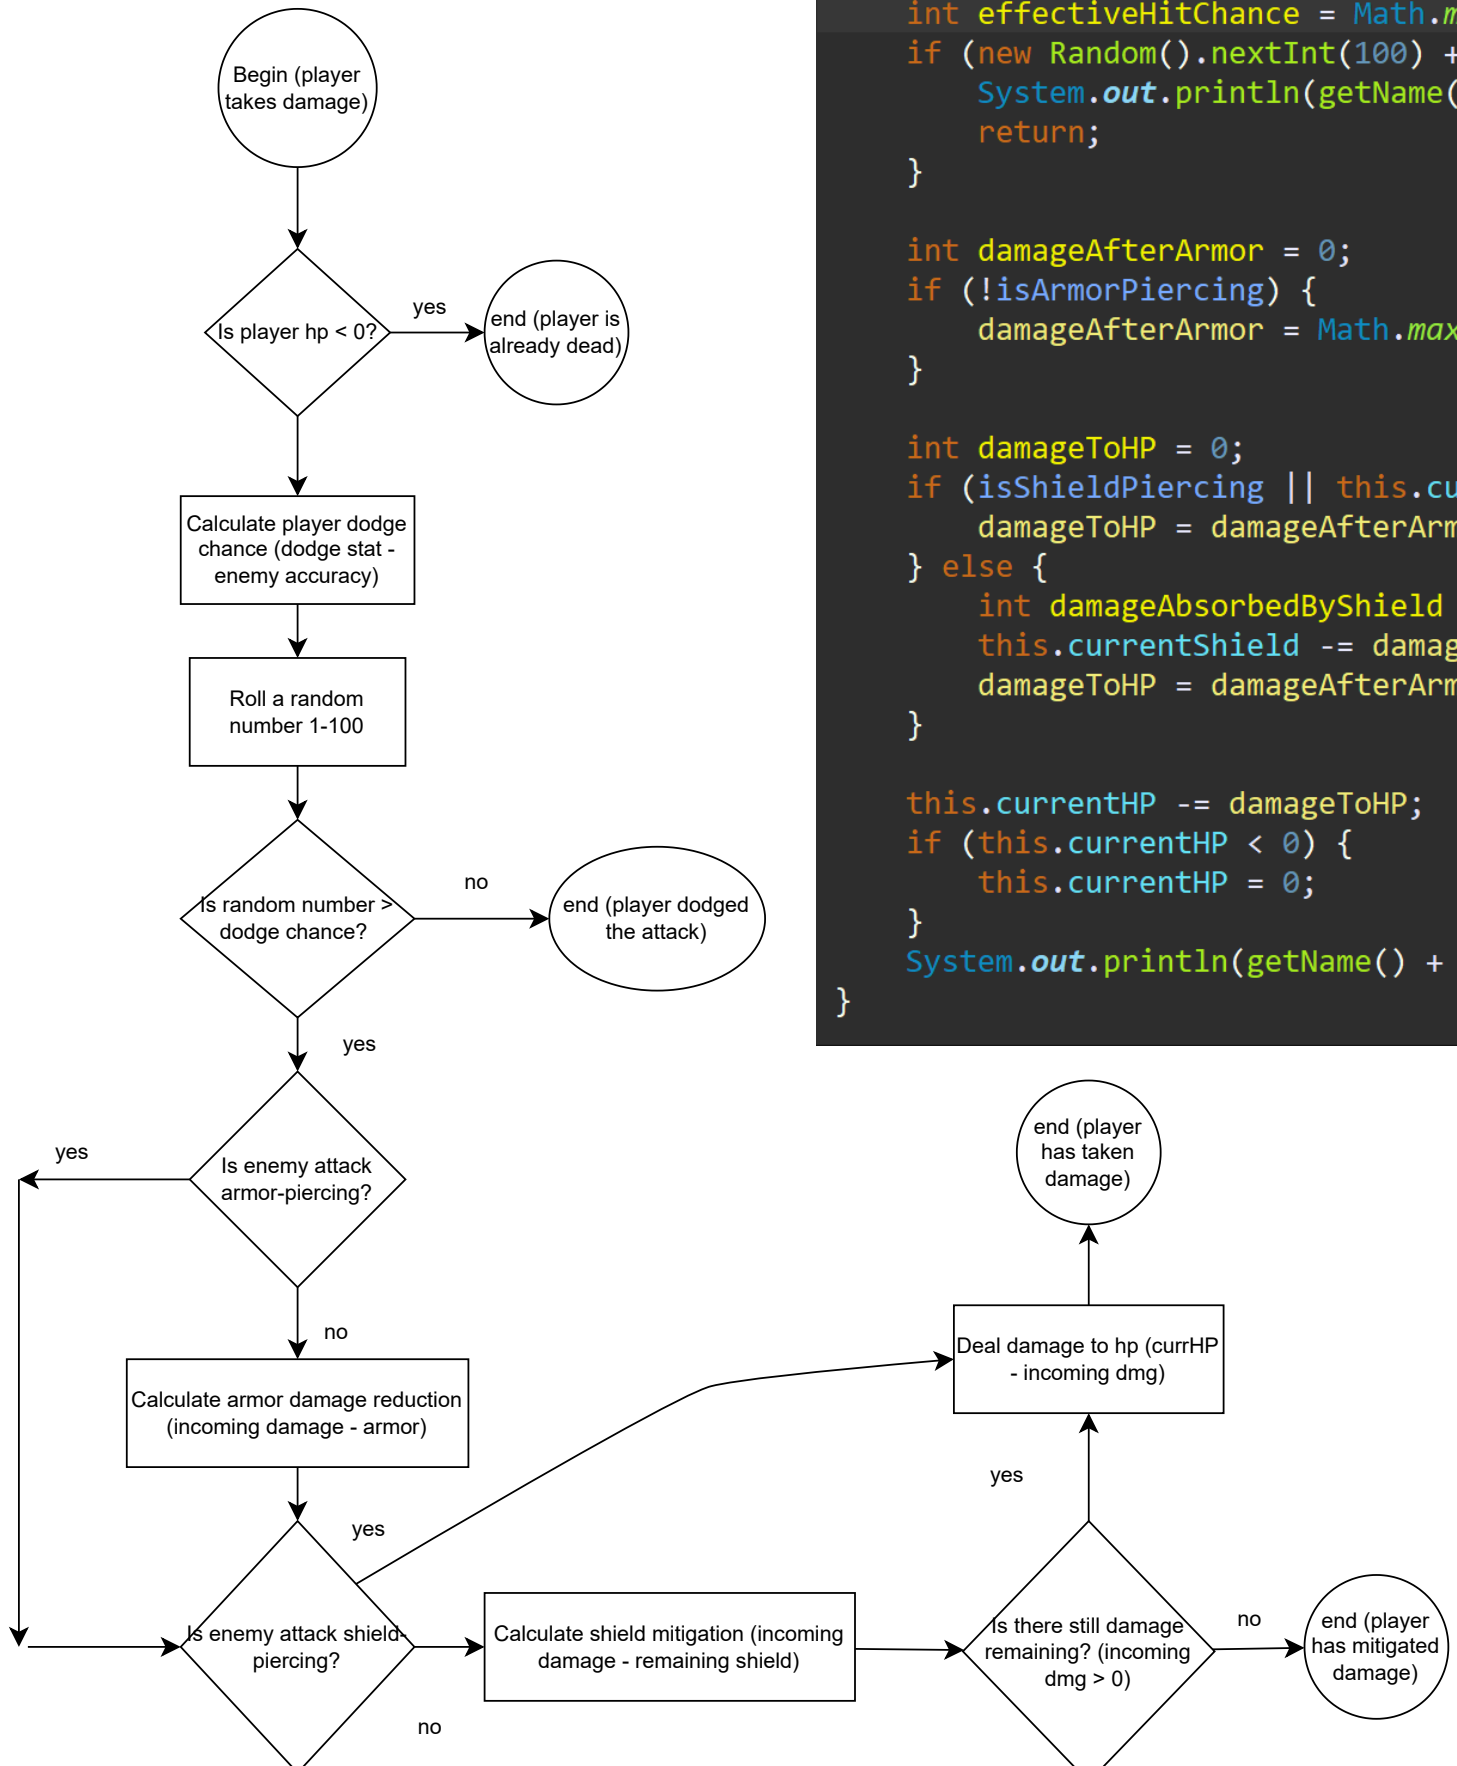 Begin (player
takes damage)
Is player hp < 0?
yes
end (player is
already dead)
Calculate player dodge
chance (dodge stat -
enemy accuracy)
Roll a random
number 1-100
Is random number >
dodge chance?
no
end (player dodged
the attack)
yes
Is enemy attack
armor-piercing?
yes
no
Calculate armor damage reduction
(incoming damage - armor)
Is enemy attack shield-
piercing?
yes
no
Calculate shield mitigation (incoming
damage - remaining shield)
Is there still damage
remaining? (incoming
dmg > 0)
yes
no
end (player
has mitigated
damage)
Deal damage to hp (currHP
- incoming dmg)
end (player
has taken
damage)
int effectiveHitChance = Math.m
if (new Random().nextInt(100) +
System.out.println(getName(
return;
}
int damageAfterArmor = 0;
if (!isArmorPiercing) {
damageAfterArmor = Math.max
}
int damageToHP = 0;
if (isShieldPiercing || this.cu
damageToHP = damageAfterArm
} else {
int damageAbsorbedByShield
this.currentShield -= damag
damageToHP = damageAfterArm
}
this.currentHP -= damageToHP;
if (this.currentHP < 0) {
this.currentHP = 0;
}
System.out.println(getName() +
}